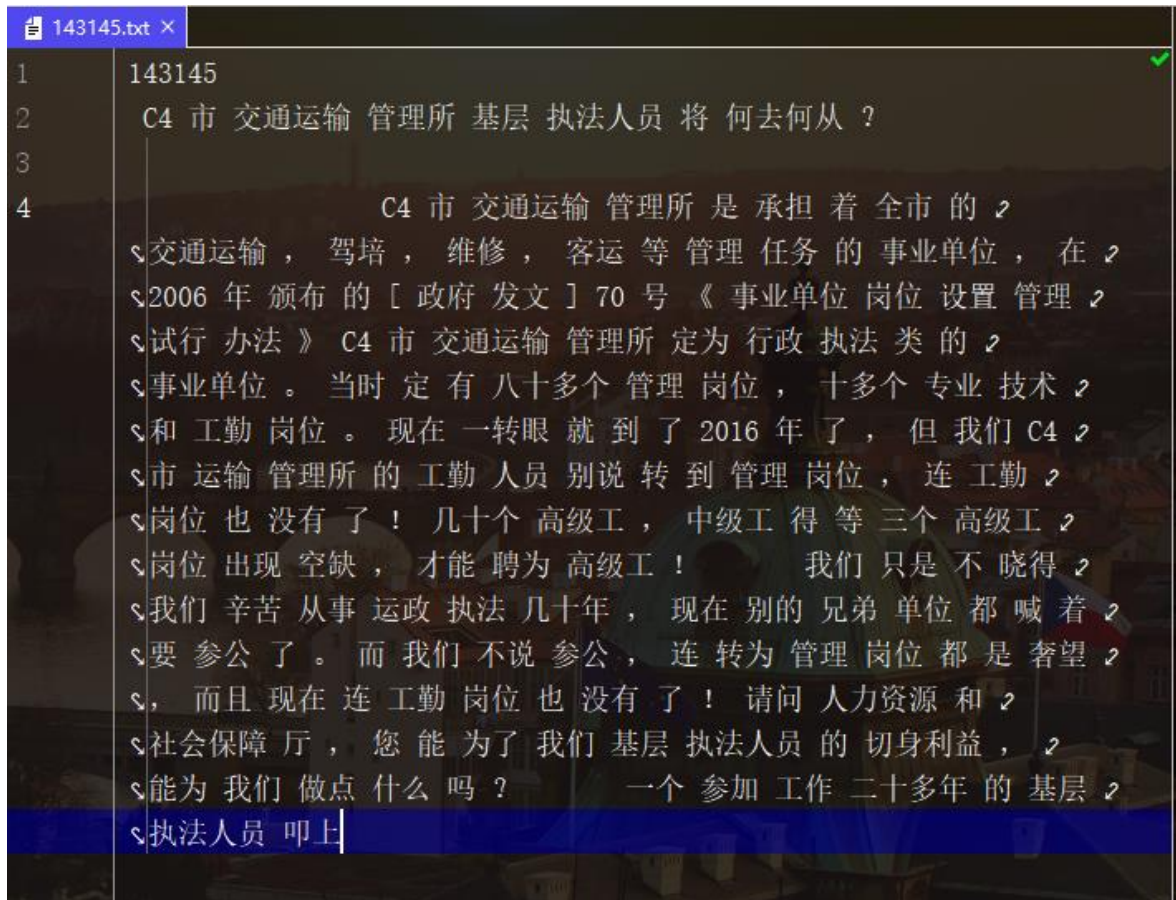 143145.txt ×
1 143145
2 C4 市 交通运输 管理所 基层 执法人员 将 何去何从 ?
3
4 C4 市 交通运输 管理所 是 承担 着 全市 的
交通运输 , 驾培 , 维修 , 客运 等 管理 任务 的 事业单位 , 在
2006 年 颁布 的 [ 政府 发文 ] 70 号 《 事业单位 岗位 设置 管理
试行 办法 》 C4 市 交通运输 管理所 定为 行政 执法 类 的
事业单位 。 当时 定 有 八十多个 管理 岗位 , 十多个 专业 技术
和 工勤 岗位 。 现在 一转眼 就 到 了 2016 年 了 , 但 我们 C4
市 运输 管理所 的 工勤 人员 别说 转 到 管理 岗位 , 连 工勤
岗位 也 没有 了 ! 几十个 高级工 , 中级工 得 等 三个 高级工
岗位 出现 空缺 , 才能 聘为 高级工 ! 我们 只是 不 晓得
我们 辛苦 从事 运政 执法 几十年 , 现在 别的 兄弟 单位 都 喊 着
要 参公 了 。 而 我们 不说 参公 , 连 转为 管理 岗位 都 是 奢望
, 而且 现在 连 工勤 岗位 也 没有 了 ! 请问 人力资源 和
社会保障 厅 , 您 能 为了 我们 基层 执法人员 的 切身利益 ,
能为 我们 做点 什么 吗 ? 一个 参加 工作 二十多年 的 基层
执法人员 叩上